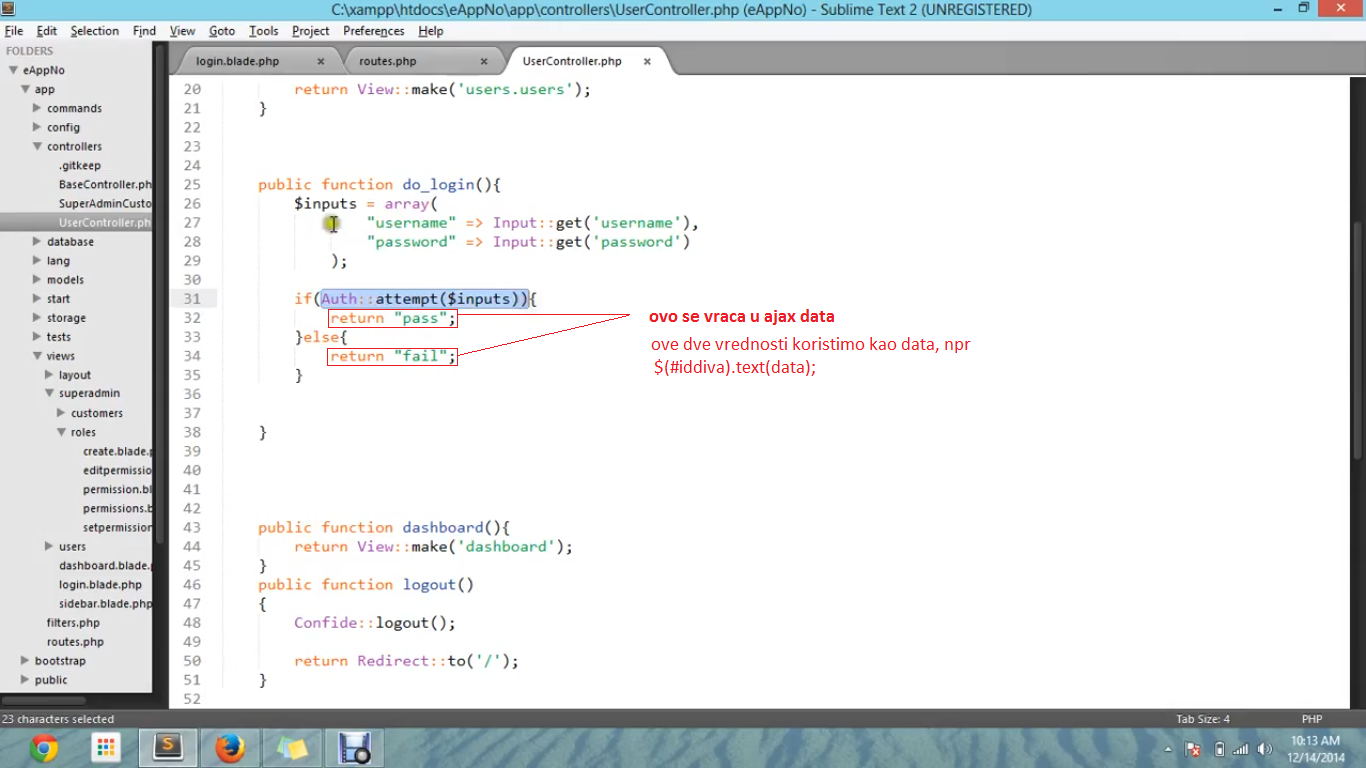 C:\xampp\htdocs\eAppNo\app\controllers\UserController.php (eAppNo) - Sublime Text 2 (UNREGISTERED)
File Edit Selection Find View Goto Tools Project Preferences Help
FOLDERS
eAppNo
app
commands
config
controllers
.gitkeep
BaseController.ph
SuperAdminCusto
UserController.ph
database
lang
models
start
storage
tests
views
layout
superadmin
customers
roles
create.blade.p
editpermissio
permission.bl
permissions.b
setpermission
users
dashboard.blade.
login.blade.php
sidebar.blade.php
filters.php
routes.php
bootstrap
public
login.blade.php × routes.php × UserController.php ×
20 return View::make('users.users');
21 }
22
23
24
25 public function do_login(){
26 $inputs = array(
27 "username" => Input::get('username'),
28 "password" => Input::get('password')
29 );
30
31 if(Auth::attempt($inputs)){
32 return "pass";
33 }else{
34 return "fail";
35 }
36
37
38 }
39
40
41
42
43 public function dashboard(){
44 return View::make('dashboard');
45 }
46 public function logout()
47 {
48 Confide::logout();
49
50 return Redirect::to('/');
51 }
52
ovo se vraca u ajax data
ove dve vrednosti koristimo kao data, npr
$(#iddiva).text(data);
23 characters selected
Tab Size: 4 PHP
10:13 AM
12/14/2014